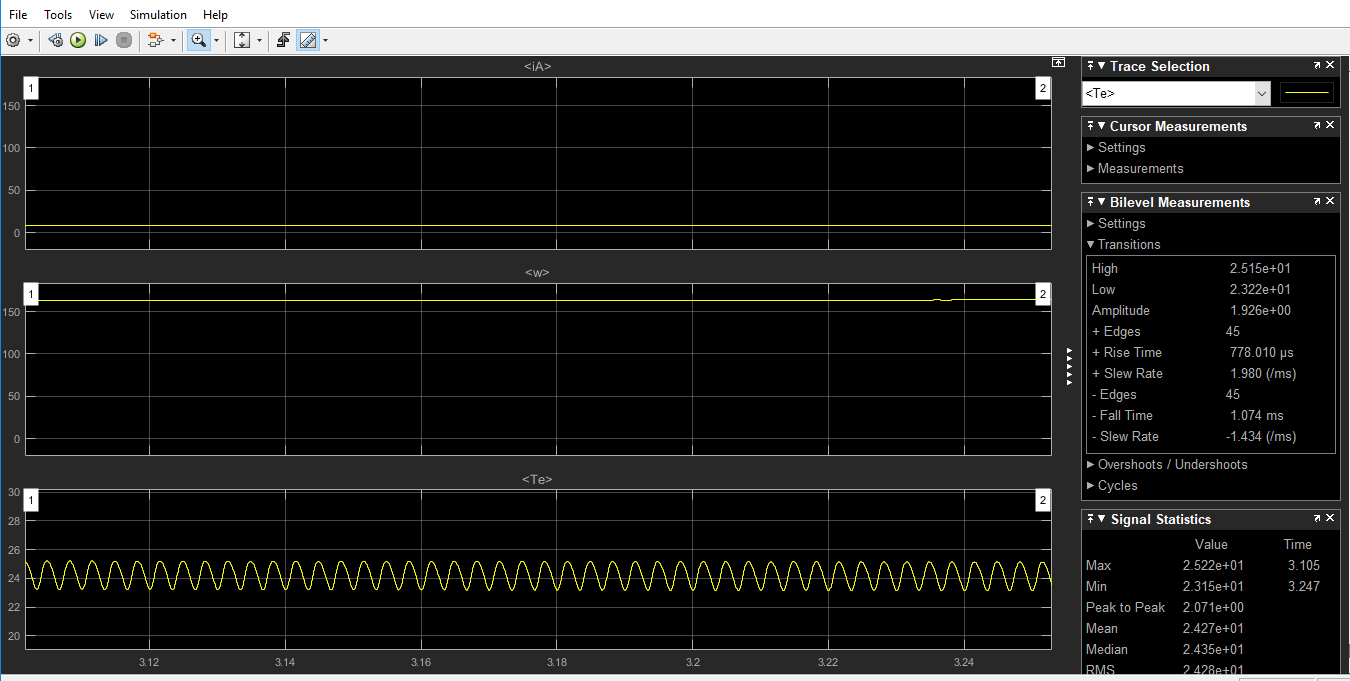 File Tools View Simulation Help
<iA>
1 2
150
100
50
0
<w>
1 2
150
100
50
0
<Te>
1 2
30
28
26
24
22
20
3.12 3.14 3.16 3.18 3.2 3.22 3.24
Trace Selection
<Te>
Cursor Measurements
Settings
Measurements
Bilevel Measurements
Settings
Transitions
High 2.515e+01
Low 2.322e+01
Amplitude 1.926e+00
+ Edges 45
+ Rise Time 778.010 µs
+ Slew Rate 1.980 (/ms)
- Edges 45
- Fall Time 1.074 ms
- Slew Rate -1.434 (/ms)
Overshoots / Undershoots
Cycles
Signal Statistics
Value Time
Max 2.522e+01 3.105
Min 2.315e+01 3.247
Peak to Peak 2.071e+00
Mean 2.427e+01
Median 2.435e+01
RMS 2.428e+01